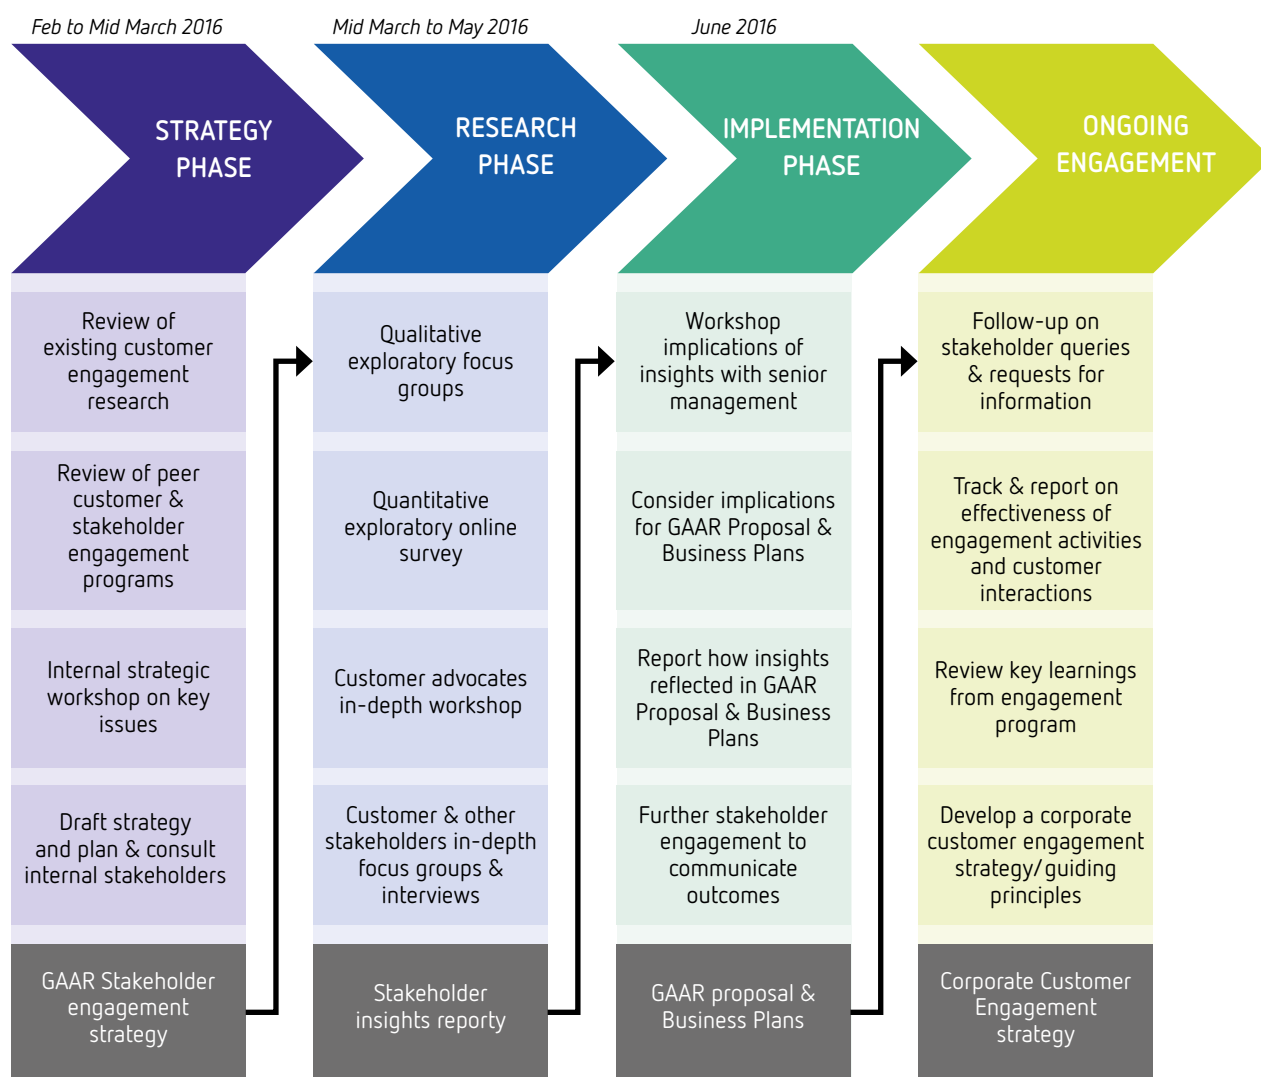 Feb to Mid March 2016
Mid March to May 2016
June 2016
STRATEGY
PHASE
RESEARCH
PHASE
IMPLEMENTATION
PHASE
ONGOING
ENGAGEMENT
Review of
existing customer
engagement
research
Review of peer
customer &
stakeholder
engagement
programs
Internal strategic
workshop on key
issues
Draft strategy
and plan & consult
internal stakeholders
GAAR Stakeholder
engagement
strategy
Qualitative
exploratory focus
groups
Quantitative
exploratory online
survey
Customer advocates
in-depth workshop
Customer & other
stakeholders in-depth
focus groups &
interviews
Stakeholder
insights reporty
Workshop
implications of
insights with senior
management
Consider implications
for GAAR Proposal &
Business Plans
Report how insights
reflected in GAAR
Proposal & Business
Plans
Further stakeholder
engagement to
communicate
outcomes
GAAR proposal &
Business Plans
Follow-up on
stakeholder queries
& requests for
information
Track & report on
effectiveness of
engagement activities
and customer
interactions
Review key learnings
from engagement
program
Develop a corporate
customer engagement
strategy/guiding
principles
Corporate Customer
Engagement
strategy